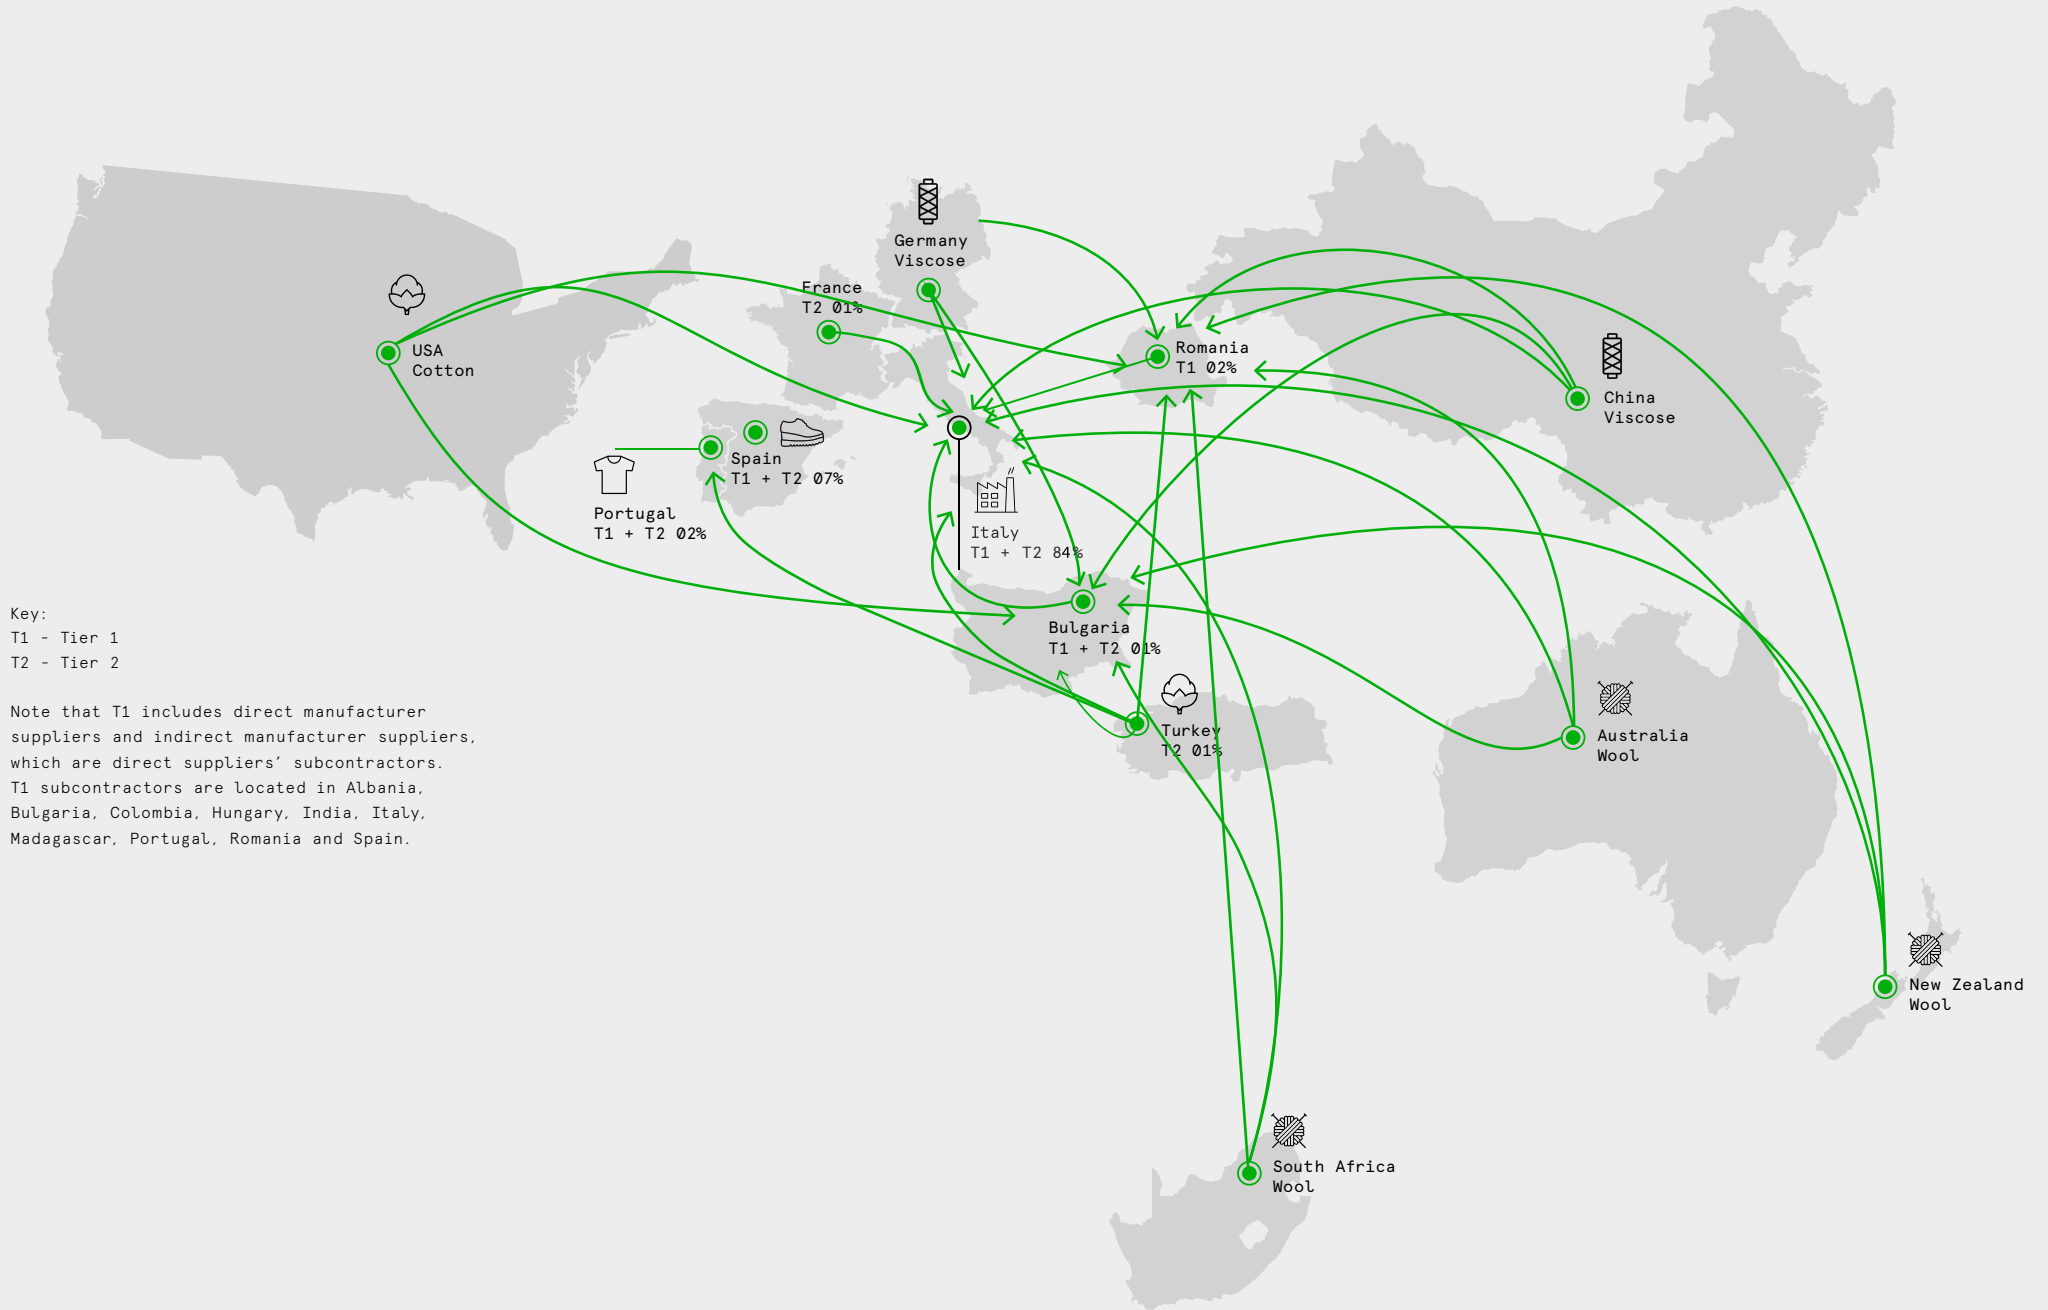 Germany
Viscose
France
T2 01%
USA
Cotton
Romania
T1 02%
China
Viscose
Spain
T1 + T2 07%
Portugal
T1 + T2 02%
Italy
T1 + T2 84%
Bulgaria
T1 + T2 01%
Turkey
T2 01%
Australia
Wool
New Zealand
Wool
South Africa
Wool
Key:
T1 - Tier 1
T2 - Tier 2
Note that T1 includes direct manufacturer
suppliers and indirect manufacturer suppliers,
which are direct suppliers’ subcontractors.
T1 subcontractors are located in Albania,
Bulgaria, Colombia, Hungary, India, Italy,
Madagascar, Portugal, Romania and Spain.